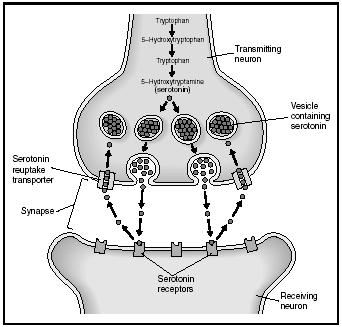 Tryptophan
5–Hydroxytryptophan
Tryptophan
5–Hydroxytryptamine
(serotonin)
Transmitting
neuron
Vesicle
containing
serotonin
Serotonin
reuptake
transporter
Synapse
Serotonin
receptors
Receiving
neuron